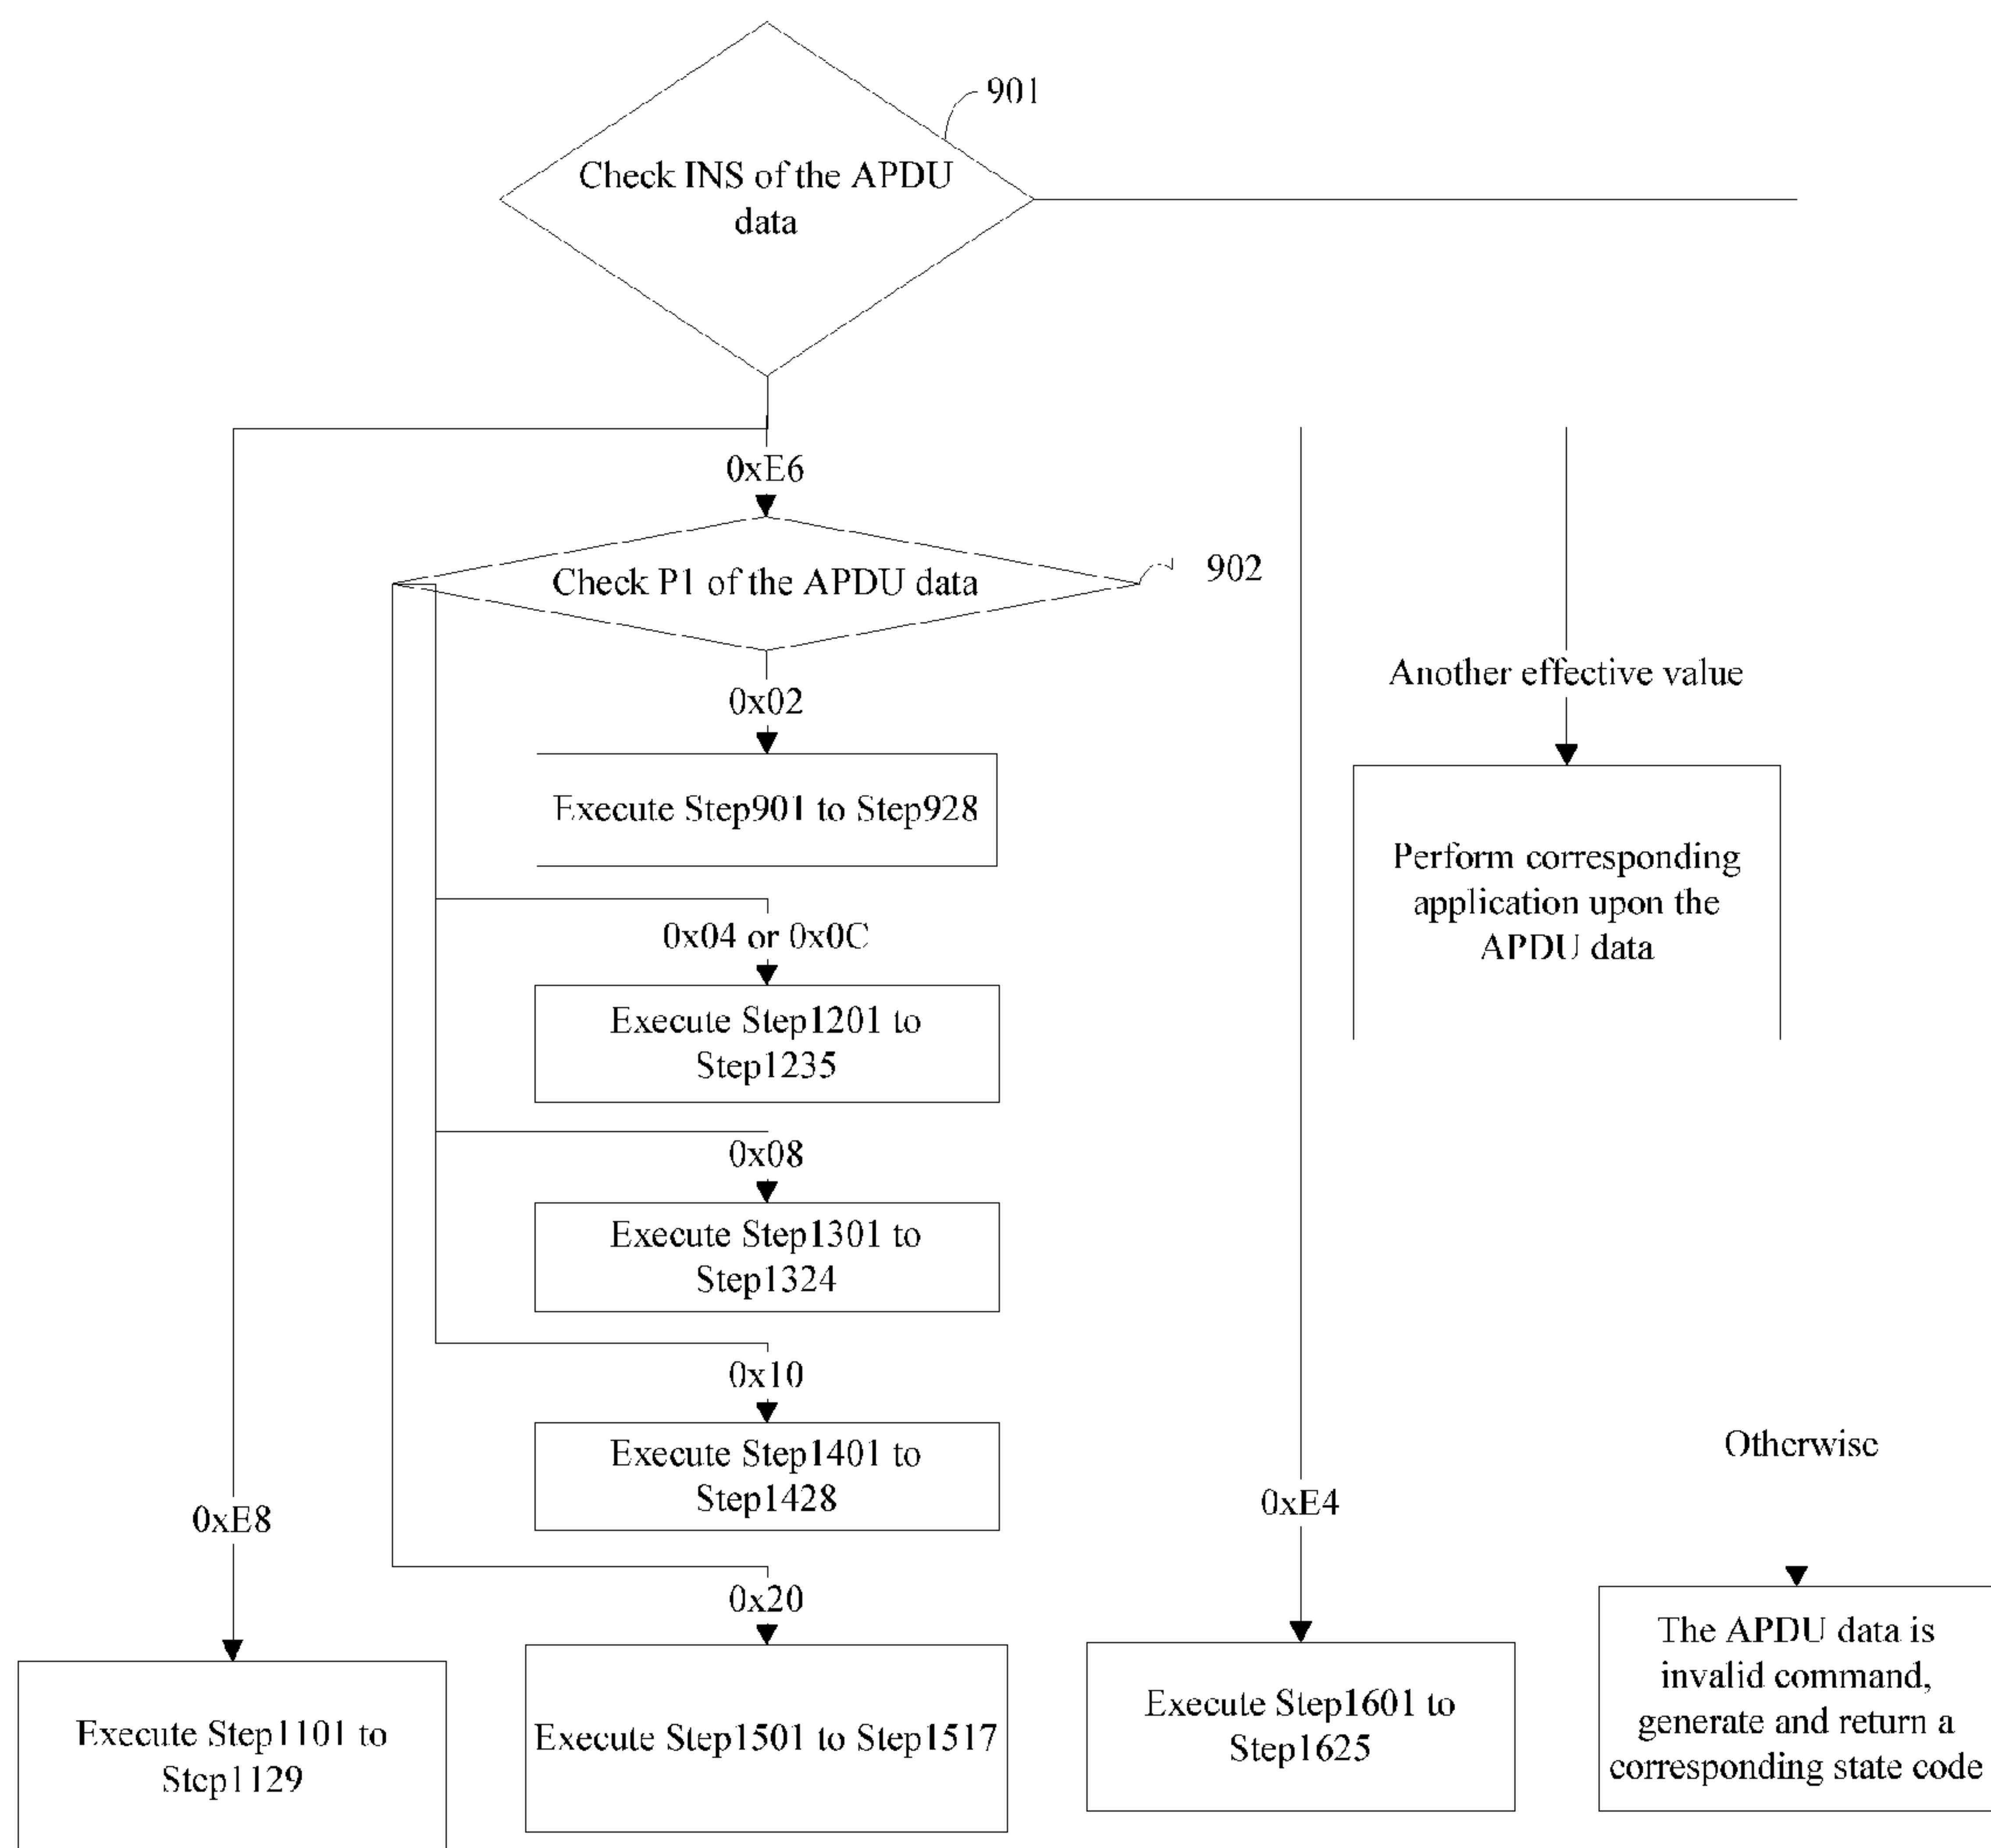 901
Check INS of the APDU
data
0xE6
Check P1 of the APDU data
902
0x02
Another effective value
Execute Step901 to Step928
Perform corresponding
application upon the
APDU data
0x04 or 0x0C
Execute Step1201 to
Step1235
0x08
Execute Step1301 to
Step1324
0x10
Execute Step1401 to
Step1428
Otherwise
0xE8
0xE4
0x20
Execute Step1101 to
Step1129
Execute Step1501 to Step1517
Execute Step1601 to
Step1625
The APDU data is
invalid command,
generate and return a
corresponding state code